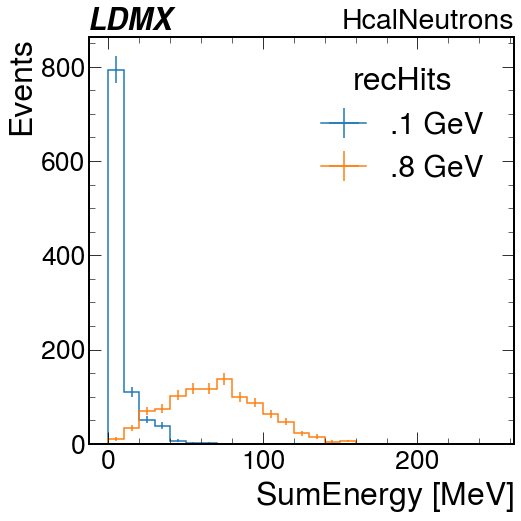 LDMX HcalNeutrons
Events
800
600
400
200
0
recHits
.1 GeV
.8 GeV
0 100 200
SumEnergy [MeV]